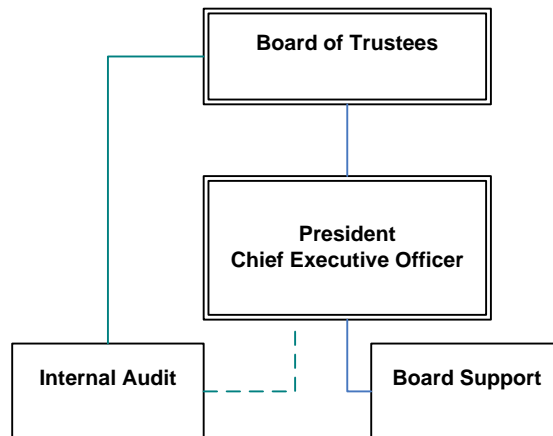 Board of Trustees
President
Chief Executive Officer
Internal Audit
Board Support